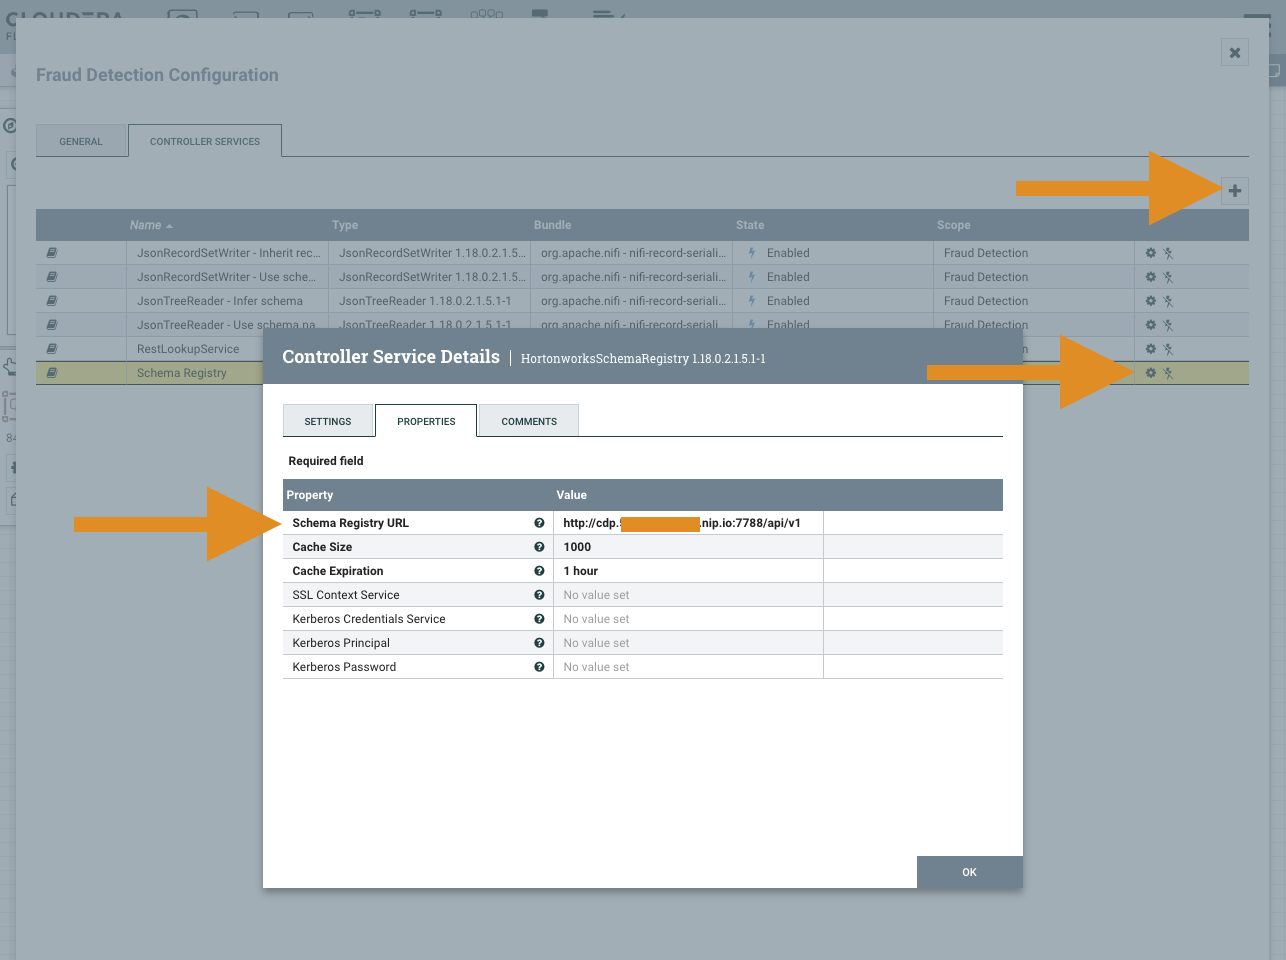 Fraud Detection Configuration
GENERAL
CONTROLLER SERVICES
Name Type Bundle State Scope
JsonRecordSetWriter - Inherit rec... JsonRecordSetWriter 1.18.0.2.1.5... org.apache.nifi - nifi-record-seriali... Enabled Fraud Detection
JsonRecordSetWriter - Use sche... JsonRecordSetWriter 1.18.0.2.1.5... org.apache.nifi - nifi-record-seriali... Enabled Fraud Detection
JsonTreeReader - Infer schema JsonTreeReader 1.18.0.2.1.5.1-1 org.apache.nifi - nifi-record-seriali... Enabled Fraud Detection
JsonTreeReader - Use schema na JsonTreeReader 1.18.0.2.1.5.1-1 org.apache.nifi - nifi-record-seriali... Enabled Fraud Detection
RestLookupService
Schema Registry
Controller Service Details HortonworksSchemaRegistry 1.18.0.2.1.5.1-1
SETTINGS
PROPERTIES
COMMENTS
Required field
Property Value
Schema Registry URL http://cdp. .nip.io:7788/api/v1
Cache Size 1000
Cache Expiration 1 hour
SSL Context Service No value set
Kerberos Credentials Service No value set
Kerberos Principal No value set
Kerberos Password No value set
OK